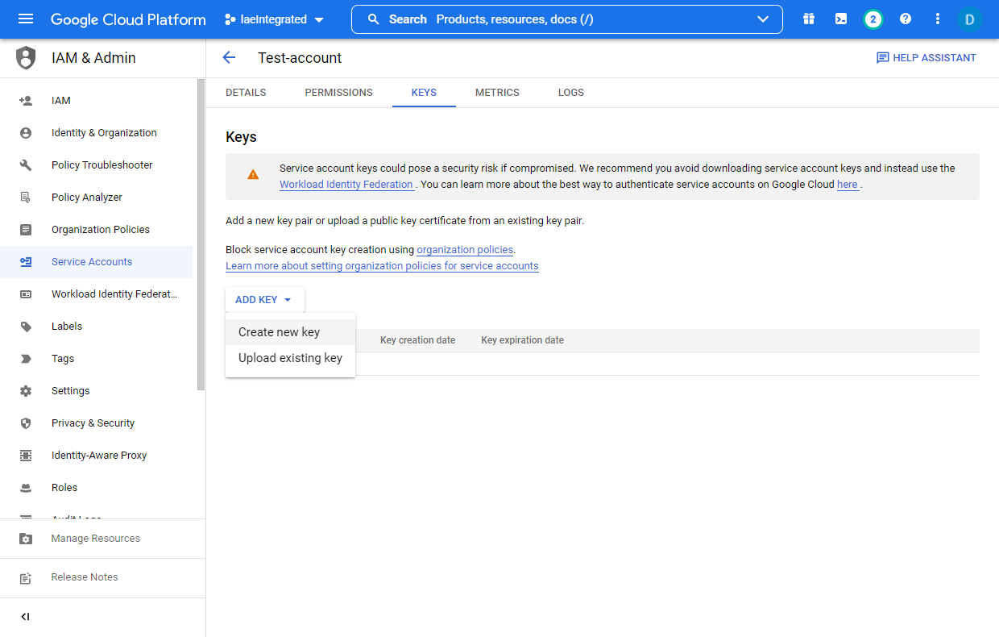 Google Cloud Platform
IaeIntegrated
Search Products, resources, docs (/)
2
D
IAM & Admin
Test-account
HELP ASSISTANT
IAM
Identity & Organization
Policy Troubleshooter
Policy Analyzer
Organization Policies
Service Accounts
Workload Identity Federat...
Labels
Tags
Settings
Privacy & Security
Identity-Aware Proxy
Roles
Audit Logs
Manage Resources
Release Notes
DETAILS PERMISSIONS KEYS METRICS LOGS
Keys
Service account keys could pose a security risk if compromised. We recommend you avoid downloading service account keys and instead use the
Workload Identity Federation . You can learn more about the best way to authenticate service accounts on Google Cloud here .
Add a new key pair or upload a public key certificate from an existing key pair.
Block service account key creation using organization policies.
Learn more about setting organization policies for service accounts
ADD KEY
Create new key
Upload existing key
Key creation date Key expiration date